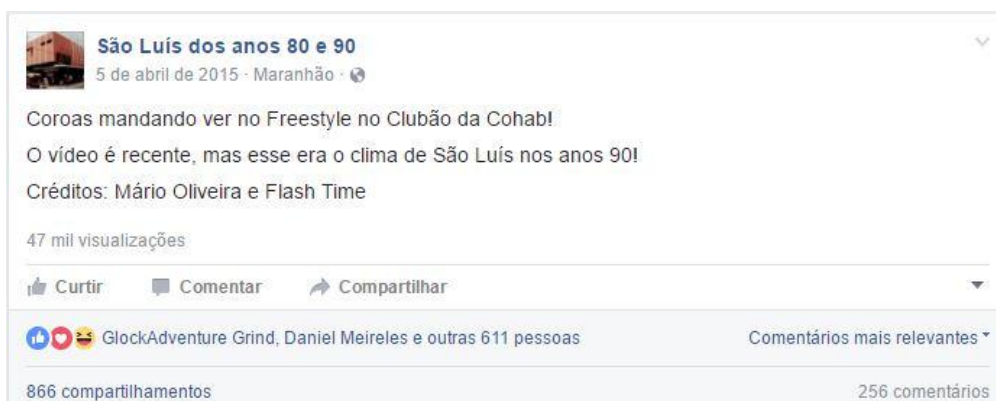 São Luís dos anos 80 e 90
5 de abril de 2015 · Maranhão ·
Coroas mandando ver no Freestyle no Clubão da Cohab!
O vídeo é recente, mas esse era o clima de São Luís nos anos 90!
Créditos: Mário Oliveira e Flash Time
47 mil visualizações
Curtir Comentar Compartilhar
GlockAdventure Grind, Daniel Meireles e outras 611 pessoas Comentários mais relevantes
866 compartilhamentos 256 comentários